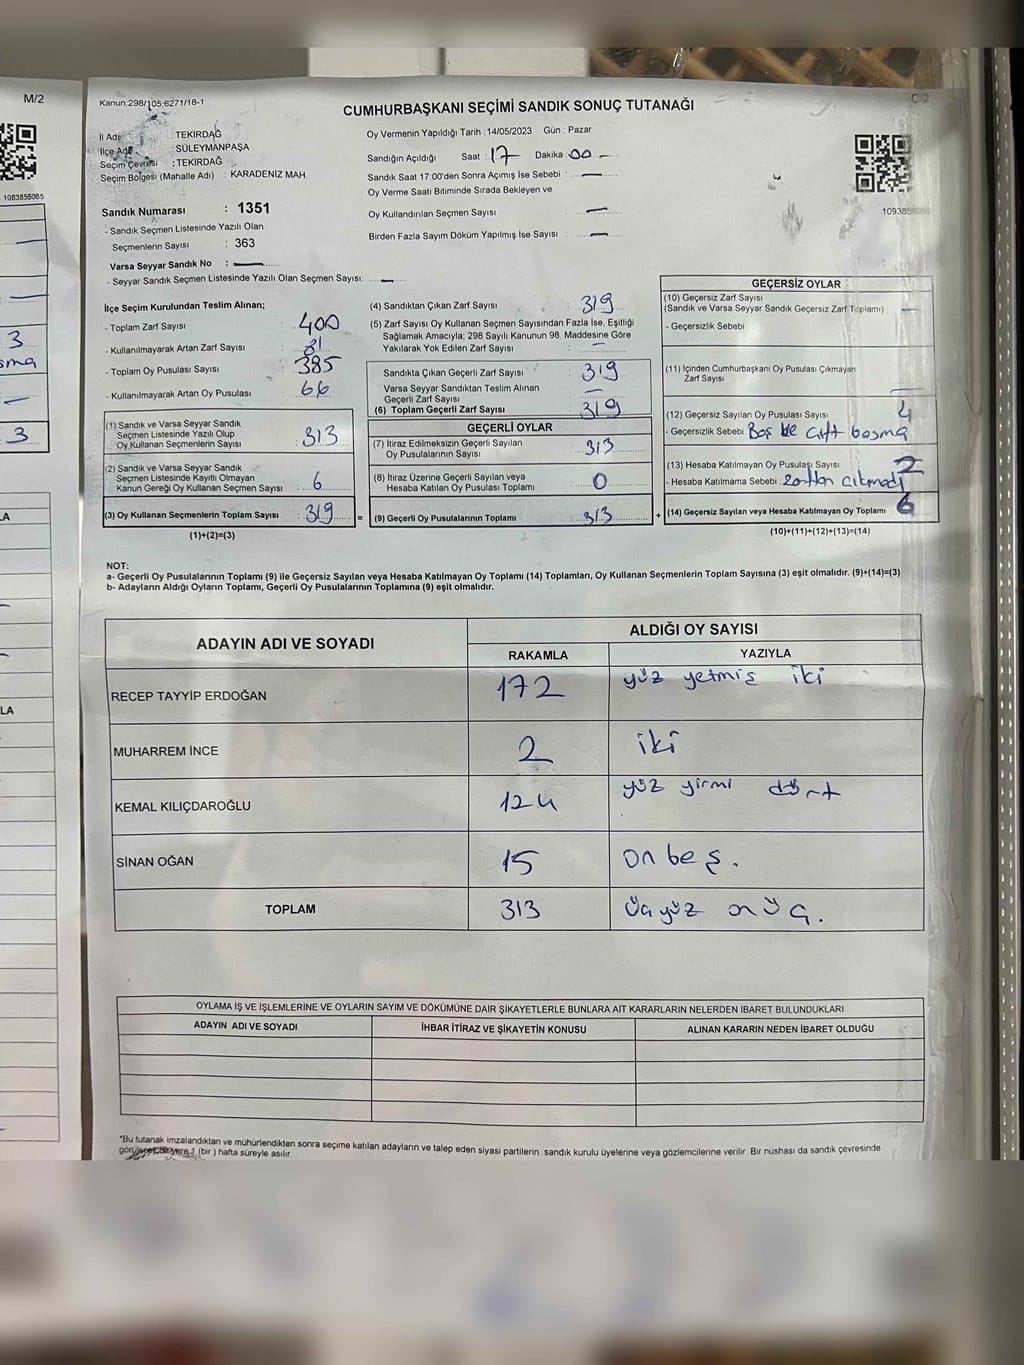 M/2
1083856065
3
3
LA
LA
Kanun:298/105,6271/18-1
C 2
CUMHURBAŞKANI SEÇİMİ SANDIK SONUÇ TUTANAĞI
İl Adı : TEKİRDAĞ
İlçe Adı : SÜLEYMANPAŞA
Seçim Çevresi : TEKİRDAĞ
Seçim Bölgesi (Mahalle Adı) : KARADENİZ MAH.
Oy Vermenin Yapıldığı Tarih : 14/05/2023 Gün : Pazar
Sandığın Açıldığı Saat : 17 Dakika : 00 —
Sandık Saat 17:00'den Sonra Açımış İse Sebebi : —
Oy Verme Saati Bitiminde Sırada Bekleyen ve
Oy Kullandırılan Seçmen Sayısı : —
Birden Fazla Sayım Döküm Yapılmış İse Sayısı : —
Sandık Numarası : 1351
- Sandık Seçmen Listesinde Yazılı Olan
Seçmenlerin Sayısı : 363
Varsa Seyyar Sandık No : —
- Seyyar Sandık Seçmen Listesinde Yazılı Olan Seçmen Sayısı: —
İlçe Seçim Kurulundan Teslim Alınan;
- Toplam Zarf Sayısı : 400
- Kullanılmayarak Artan Zarf Sayısı : 81
- Toplam Oy Pusulası Sayısı : 385
- Kullanılmayarak Artan Oy Pusulası : 66
(1) Sandık ve Varsa Seyyar Sandık
Seçmen Listesinde Yazılı Olup
Oy Kullanan Seçmenlerin Sayısı : 313
(2) Sandık ve Varsa Seyyar Sandık
Seçmen Listesinde Kayıtlı Olmayan
Kanun Gereği Oy Kullanan Seçmen Sayısı : 6
(3) Oy Kullanan Seçmenlerin Toplam Sayısı : 319 =
(1)+(2)=(3)
(4) Sandıktan Çıkan Zarf Sayısı : 319
(5) Zarf Sayısı Oy Kullanan Seçmen Sayısından Fazla İse, Eşitliği
Sağlamak Amacıyla; 298 Sayılı Kanunun 98. Maddesine Göre
Yakılarak Yok Edilen Zarf Sayısı : —
Sandıkta Çıkan Geçerli Zarf Sayısı : 319
Varsa Seyyar Sandıktan Teslim Alınan
Geçerli Zarf Sayısı : —
(6) Toplam Geçerli Zarf Sayısı : 319
GEÇERLİ OYLAR
(7) İtiraz Edilmeksizin Geçerli Sayılan
Oy Pusulalarının Sayısı : 313
(8) İtiraz Üzerine Geçerli Sayılan veya
Hesaba Katılan Oy Pusulası Toplamı : 0
(9) Geçerli Oy Pusulalarının Toplamı : 313 +
GEÇERSİZ OYLAR
(10) Geçersiz Zarf Sayısı
(Sandık ve Varsa Seyyar Sandık Geçersiz Zarf Toplamı) —
- Geçersizlik Sebebi
(11) İçinden Cumhurbaşkanı Oy Pusulası Çıkmayan
Zarf Sayısı —
(12) Geçersiz Sayılan Oy Pusulası Sayısı 4
- Geçersizlik Sebebi Boş ve çift basma
(13) Hesaba Katılmayan Oy Pusulası Sayısı 2
- Hesaba Katılmama Sebebi : zarftan çıkmadı
(14) Geçersiz Sayılan veya Hesaba Katılmayan Oy Toplamı 6
(10)+(11)+(12)+(13)=(14)
NOT:
a- Geçerli Oy Pusulalarının Toplamı (9) ile Geçersiz Sayılan veya Hesaba Katılmayan Oy Toplamı (14) Toplamları, Oy Kullanan Seçmenlerin Toplam Sayısına (3) eşit olmalıdır. (9)+(14)=(3)
b- Adayların Aldığı Oyların Toplamı, Geçerli Oy Pusulalarının Toplamına (9) eşit olmalıdır.
ADAYIN ADI VE SOYADI
ALDIĞI OY SAYISI
RAKAMLA YAZIYLA
RECEP TAYYİP ERDOĞAN 172 yüz yetmiş iki
MUHARREM İNCE 2 iki
KEMAL KILIÇDAROĞLU 124 yüz yirmi dört
SİNAN OĞAN 15 on beş.
TOPLAM 313 üçyüz onüç.
OYLAMA İŞ VE İŞLEMLERİNE VE OYLARIN SAYIM VE DÖKÜMÜNE DAİR ŞİKAYETLERLE BUNLARA AİT KARARLARIN NELERDEN İBARET BULUNDUKLARI
ADAYIN ADI VE SOYADI İHBAR İTİRAZ VE ŞİKAYETİN KONUSU ALINAN KARARIN NEDEN İBARET OLDUĞU
"Bu tutanak imzalandıktan ve mühürlendikten sonra seçime katılan adayların ve talep eden siyasi partilerin sandık kurulu üyelerine veya gözlemcilerine verilir. Bir nüshası da sandık çevresinde
1 (bir) hafta süreyle asılır.